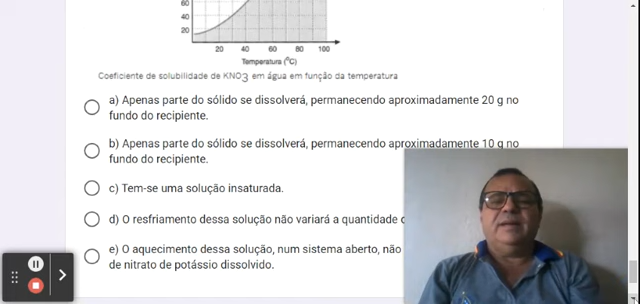 60
40
20
20 40 60 80 100
Temperatura (ºC)
Coeficiente de solubilidade de KNO3 em água em função da temperatura
a) Apenas parte do sólido se dissolverá, permanecendo aproximadamente 20 g no
fundo do recipiente.
b) Apenas parte do sólido se dissolverá, permanecendo aproximadamente 10 g no
fundo do recipiente.
c) Tem-se uma solução insaturada.
d) O resfriamento dessa solução não variará a quantidade
e) O aquecimento dessa solução, num sistema aberto, não
de nitrato de potássio dissolvido.